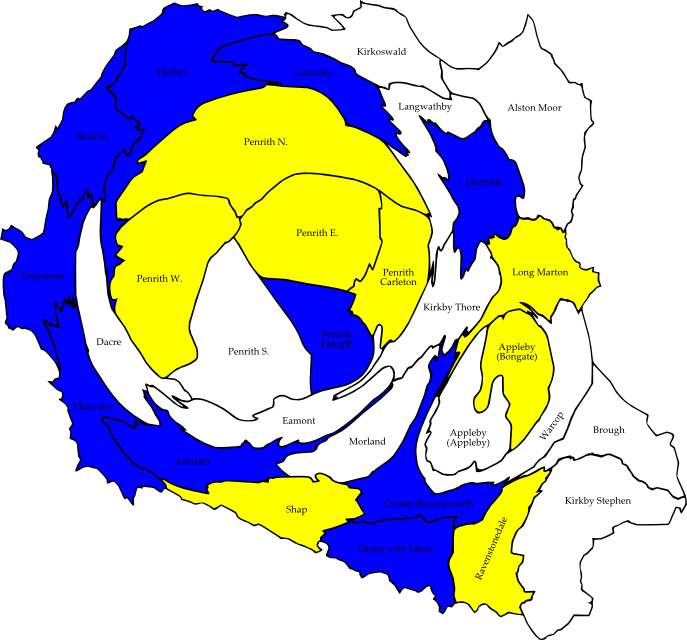 Kirkoswald
Hesket
Lazonby
Langwathby
Alston Moor
Skelton
Penrith N.
Hartside
Penrith E.
Greystoke
Penrith W.
Penrith
Carleton
Long Marton
Kirkby Thore
Dacre
Penrith S.
Penrith
Pategill
Appleby
(Bongate)
Ullswater
Eamont
Warcop
Brough
Appleby
(Appleby)
Morland
Askham
Shap
Crosby Ravensworth
Kirkby Stephen
Orton with Tebay
Ravenstonedale